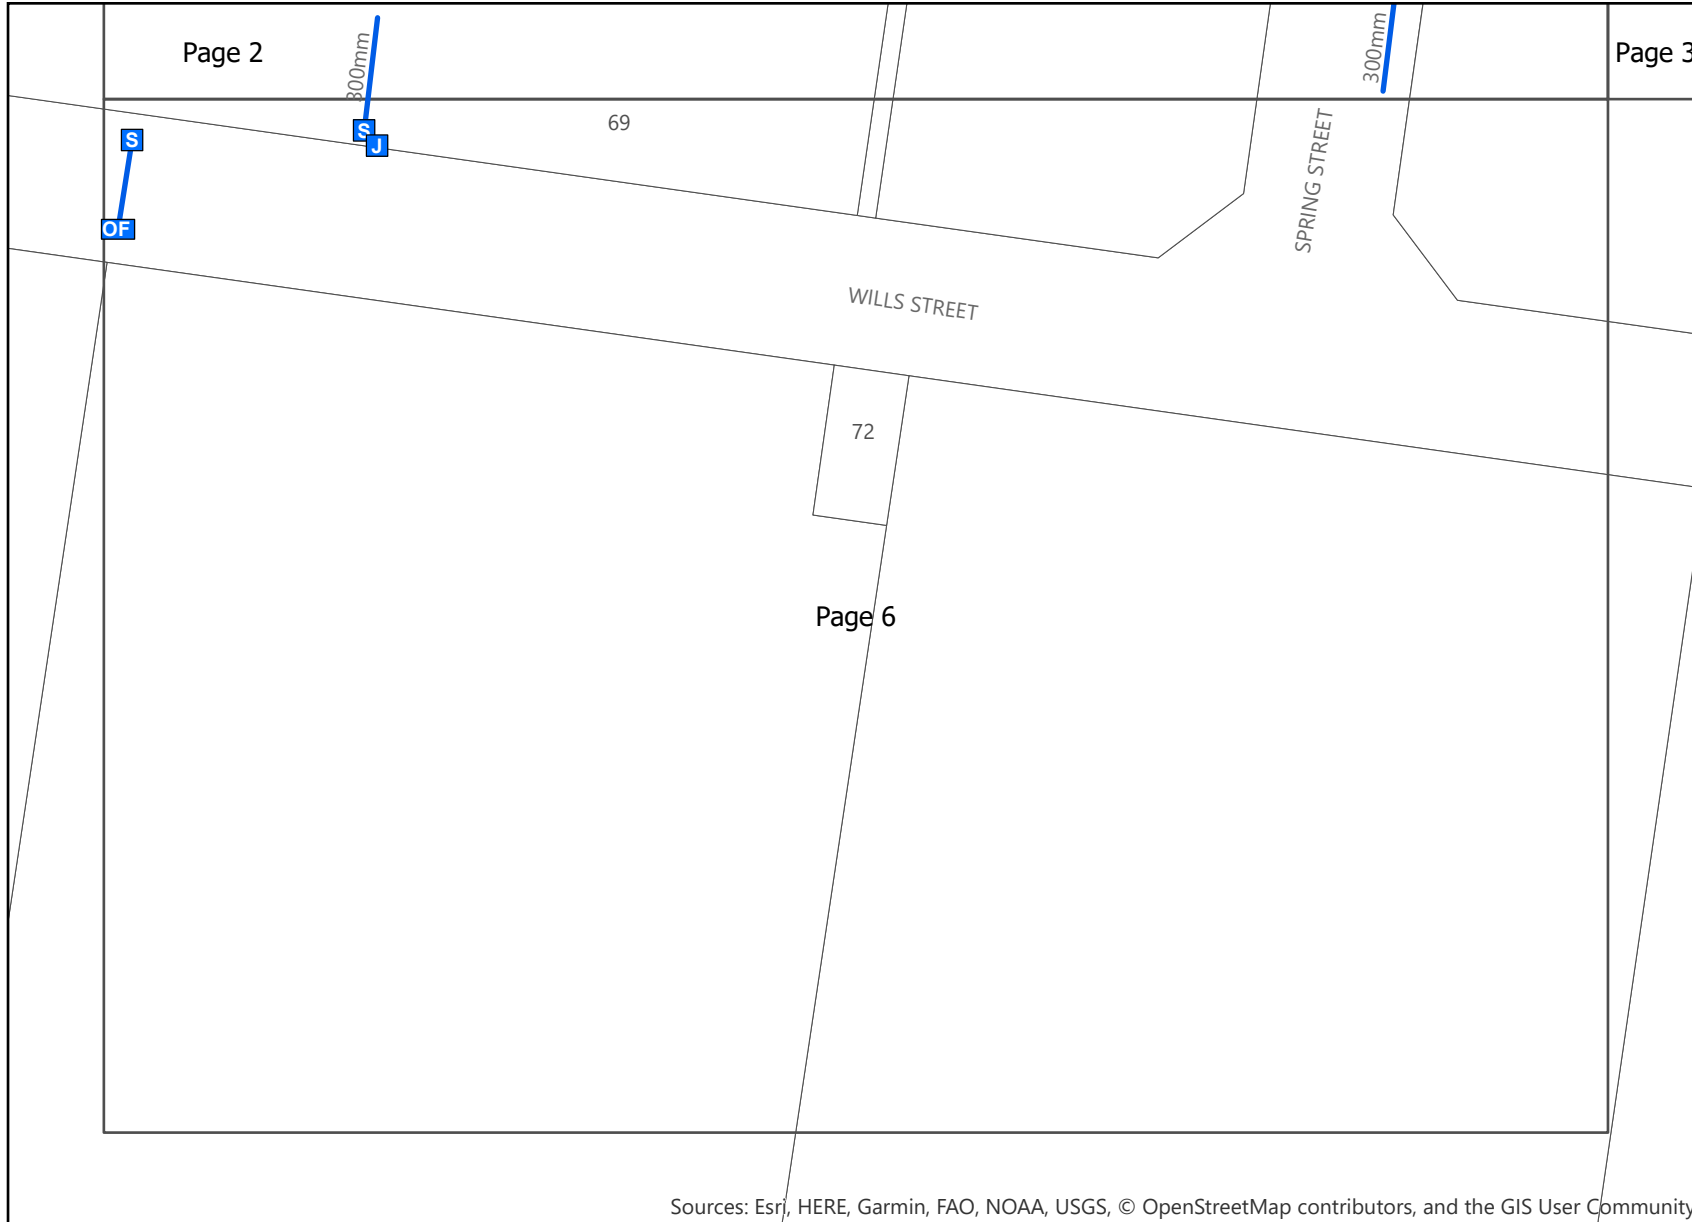 Page 2
300mm
300mm
Page 3
S
69
S
J
SPRING STREET
OF
WILLS STREET
72
Page 6
Sources: Esri, HERE, Garmin, FAO, NOAA, USGS, © OpenStreetMap contributors, and the GIS User Community